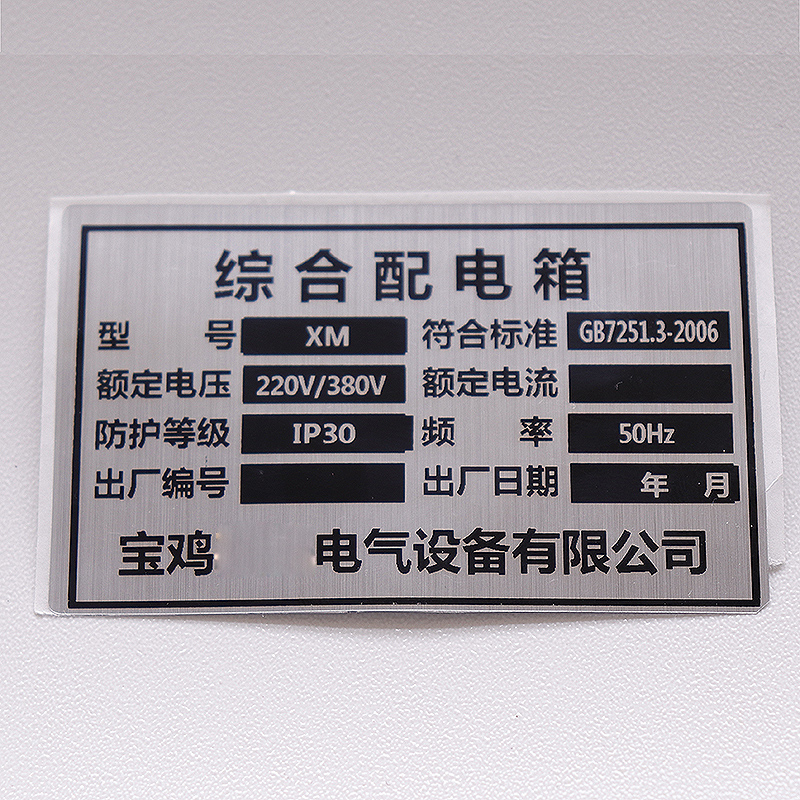 综合配电箱
型号 XM 符合标准 GB7251.3-2006
额定电压 220V/380V 额定电流
防护等级 IP30 频率 50Hz
出厂编号 出厂日期 年 月
宝鸡 电气设备有限公司